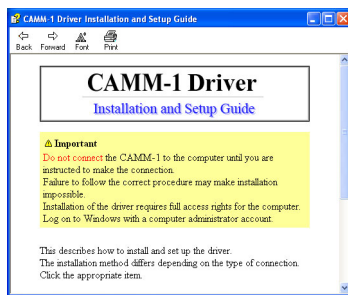 CAMM-1 Driver Installation and Setup Guide
Back Forward Font Print
CAMM-1 Driver
Installation and Setup Guide
Important
Do not connect the CAMM-1 to the computer until you are
instructed to make the connection.
Failure to follow the correct procedure may make installation
impossible.
Installation of the driver requires full access rights for the computer.
Log on to Windows with a computer administrator account.
This describes how to install and set up the driver.
The installation method differs depending on the type of connection.
Click the appropriate item.